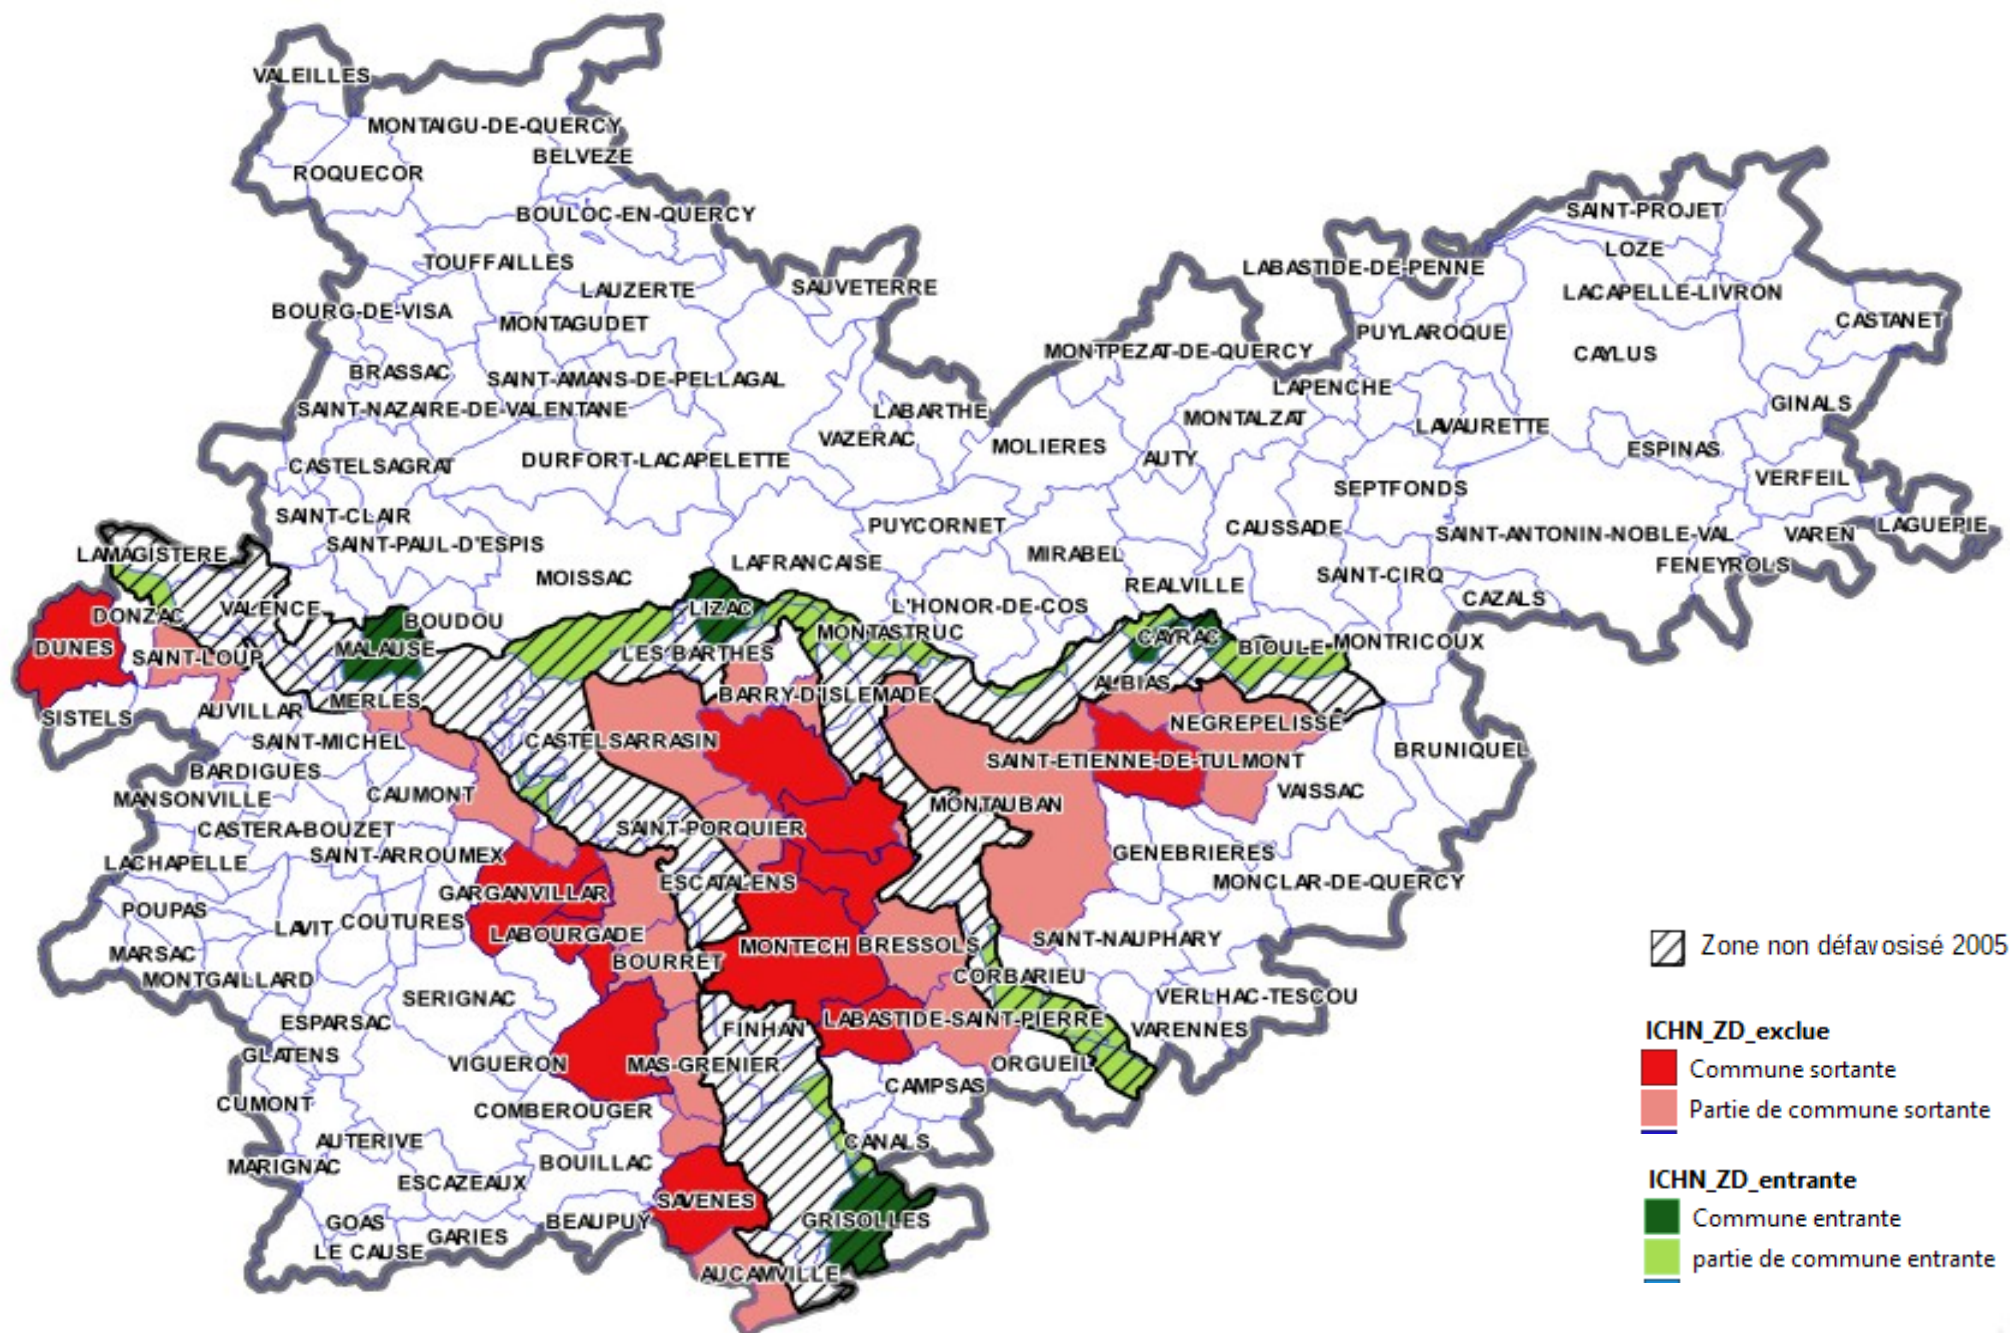 VALEILLES
MONTAIGU-DE-QUERCY
BELVEZE
ROQUECOR
SAINT-PROJET
BOULOC-EN-QUERCY
LOZE
TOUFFAILLES
LABASTIDE-DE-PENNE
LAUZERTE
SAUVETERRE
LACAPELLE-LIVRON
BOURG-DE-VISA
MONTAGUDET
CASTANET
PUYLAROQUE
MONTPEZAT-DE-QUERCY
CAYLUS
BRASSAC
SAINT-AMANS-DE-PELLAGAL
LAPENCHE
SAINT-NAZAIRE-DE-VALENTANE
LABARTHE
MONTALZAT
GINALS
VAZERAC
LAVAURETTE
MOLIERES
ESPINAS
CASTELSAGRAT
DURFORT-LACAPELETTE
AUTY
VERFEIL
SEPTFONDS
SAINT-CLAIR
PUYCORNET
CAUSSADE
SAINT-ANTONIN-NOBLE-VAL
VAREN
LAGUEPIE
LAMAGISTERE
SAINT-PAUL-D'ESPIS
MIRABEL
LAFRANCAISE
FENEYROLS
MOISSAC
REALVILLE
SAINT-CIRQ
CAZALS
DONZAC
VALENCE
LIZAC
L'HONOR-DE-COS
BOUDOU
MONTASTRUC
CAYRAC
DUNES
SAINT-LOUP
MALAUSE
LES BARTHES
BIOULE
MONTRICOUX
ALBIAS
SISTELS
AUVILLAR
MERLES
BARRY-D'ISLEMADE
NEGREPELISSE
SAINT-MICHEL
CASTELSARRASIN
BRUNIQUEL
BARDIGUES
SAINT-ETIENNE-DE-TULMONT
MANSONVILLE
CAUMONT
MONTAUBAN
VAISSAC
CASTERA-BOUZET
SAINT-PORQUIER
LACHAPELLE
SAINT-ARROUMEX
GENEBRIERES
GARGANVILLAR
ESCATALENS
MONCLAR-DE-QUERCY
POUPAS
LAVIT
COUTURES
LABOURGADE
MONTECH
BRESSOLS
SAINT-NAUPHARY
MARSAC
BOURRET
MONTGAILLARD
CORBARIEU
SERIGNAC
VERLHAC-TESCOU
ESPARSAC
FINHAN
LABASTIDE-SAINT-PIERRE
VARENNES
GLATENS
VIGUERON
MAS-GRENIER
ORGUEIL
CAMPSAS
CUMONT
COMBEROUGER
AUTERIVE
CANALS
MARIGNAC
BOUILLAC
ESCAZEAUX
SAVENES
GOAS
BEAUPUY
GRISOLLES
GARIES
LE CAUSE
AUCAMVILLE
Zone non défavosisé 2005
ICHN_ZD_exclue
Commune sortante
Partie de commune sortante
ICHN_ZD_entrante
Commune entrante
partie de commune entrante